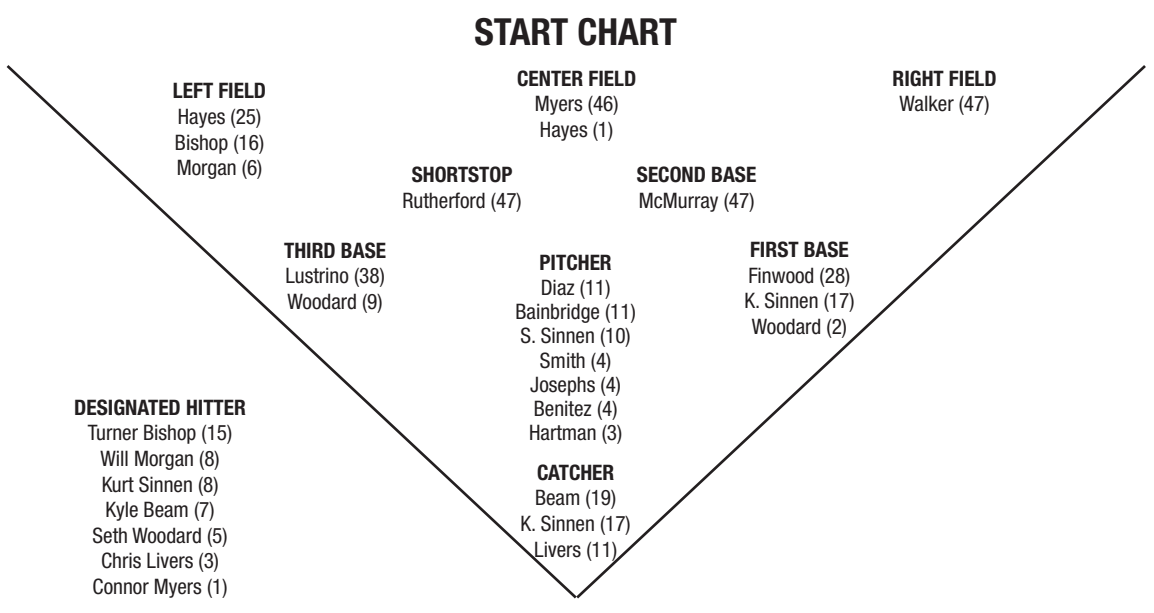 START CHART
LEFT FIELD
Hayes (25)
Bishop (16)
Morgan (6)
CENTER FIELD
Myers (46)
Hayes (1)
RIGHT FIELD
Walker (47)
SHORTSTOP
Rutherford (47)
SECOND BASE
McMurray (47)
THIRD BASE
Lustrino (38)
Woodard (9)
PITCHER
Diaz (11)
Bainbridge (11)
S. Sinnen (10)
Smith (4)
Josephs (4)
Benitez (4)
Hartman (3)
FIRST BASE
Finwood (28)
K. Sinnen (17)
Woodard (2)
DESIGNATED HITTER
Turner Bishop (15)
Will Morgan (8)
Kurt Sinnen (8)
Kyle Beam (7)
Seth Woodard (5)
Chris Livers (3)
Connor Myers (1)
CATCHER
Beam (19)
K. Sinnen (17)
Livers (11)